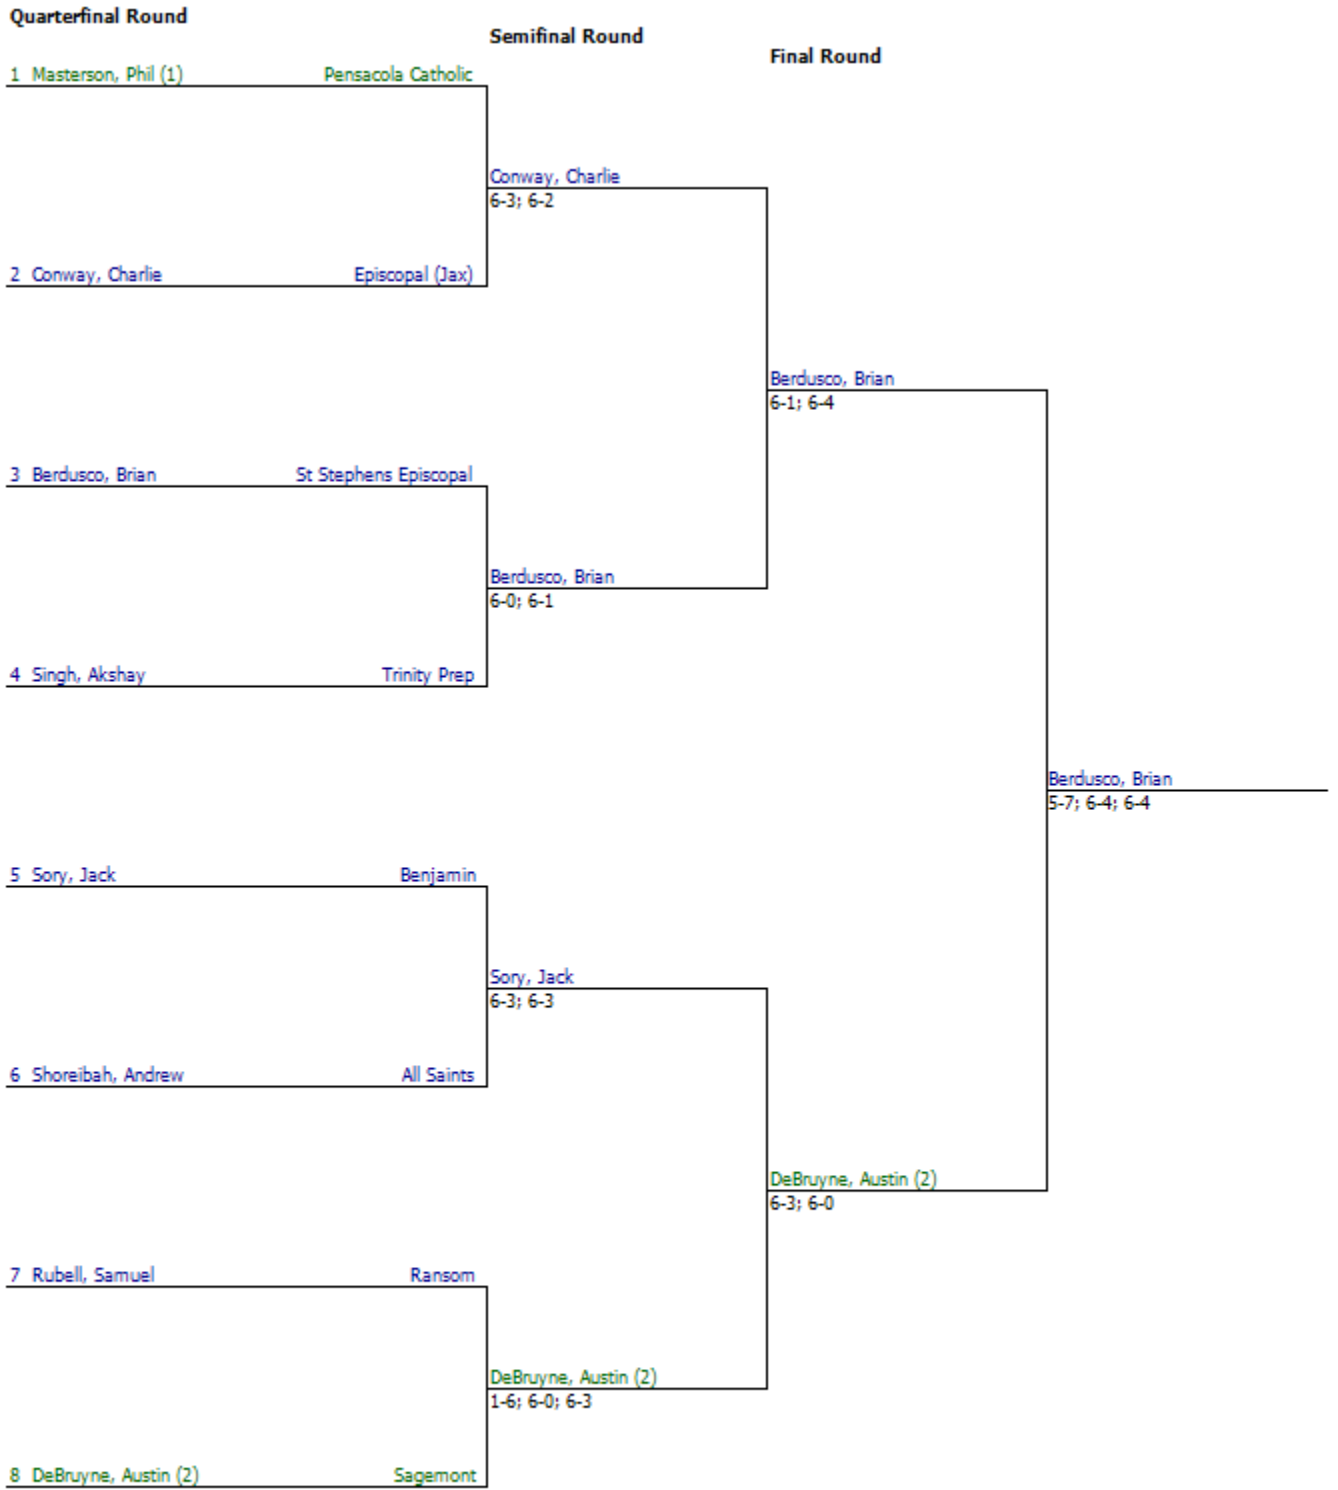 Quarterfinal Round
Semifinal Round
Final Round
1 Masterson, Phil (1) Pensacola Catholic
Conway, Charlie
6-3; 6-2
2 Conway, Charlie Episcopal (Jax)
Berdusco, Brian
6-1; 6-4
3 Berdusco, Brian St Stephens Episcopal
Berdusco, Brian
6-0; 6-1
4 Singh, Akshay Trinity Prep
Berdusco, Brian
5-7; 6-4; 6-4
5 Sory, Jack Benjamin
Sory, Jack
6-3; 6-3
6 Shoreibah, Andrew All Saints
DeBruyne, Austin (2)
6-3; 6-0
7 Rubell, Samuel Ransom
DeBruyne, Austin (2)
1-6; 6-0; 6-3
8 DeBruyne, Austin (2) Sagemont